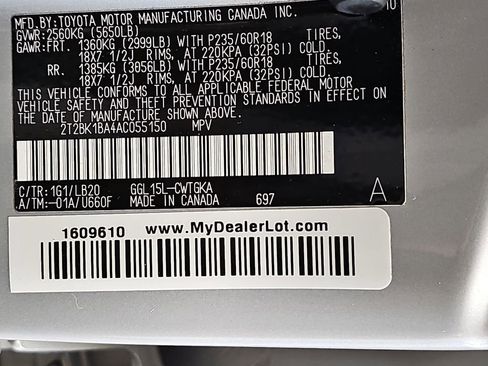 MFD.BY:TOYOTA MOTOR MANUFACTURING CANADA INC. 10
GVWR:2560KG (5650LB)
GAWR:FRT. 1360KG (2999LB) WITH P235/60R18
18X7 1/2J RIMS, AT 220KPA (32PSI) COLD.
RR. 1385KG (3056LB) WITH P235/60R18
18X7 1/2J RIMS, AT 220KPA (32PSI) COLD.
THIS VEHICLE CONFORMS TO ALL APPLICABLE FEDERAL MOTOR
VEHICLE SAFETY AND BUMPER STANDARDS IN EFFECT ON
THE DATE OF MANUFACTURE SHOWN ABOVE.
2T2BK1BA4AC055150 MPV
C/TR:1G1/LB20 GGL15L-CWTGKA
A/TM:-01A/U660F MADE IN CANADA 697 A
1609610 www.MyDealerLot.com